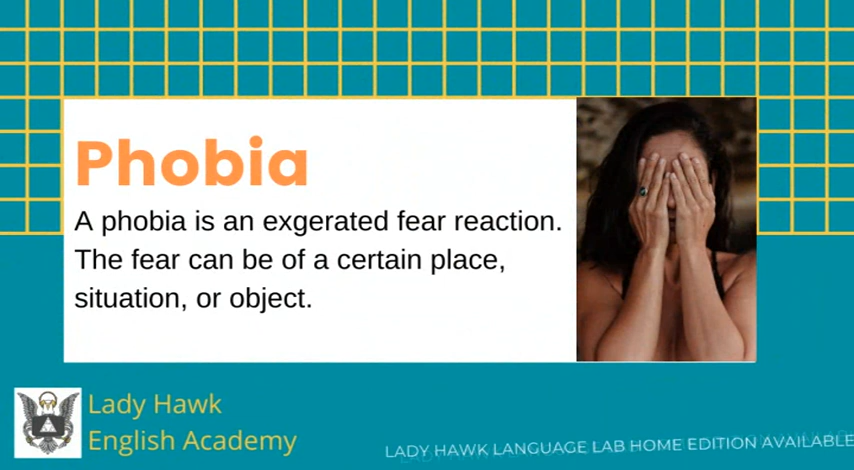 Phobia
A phobia is an exgerated fear reaction.
The fear can be of a certain place,
situation, or object.
Lady Hawk
English Academy
LADY HAWK LANGUAGE LAB HOME EDITION AVAILABLE